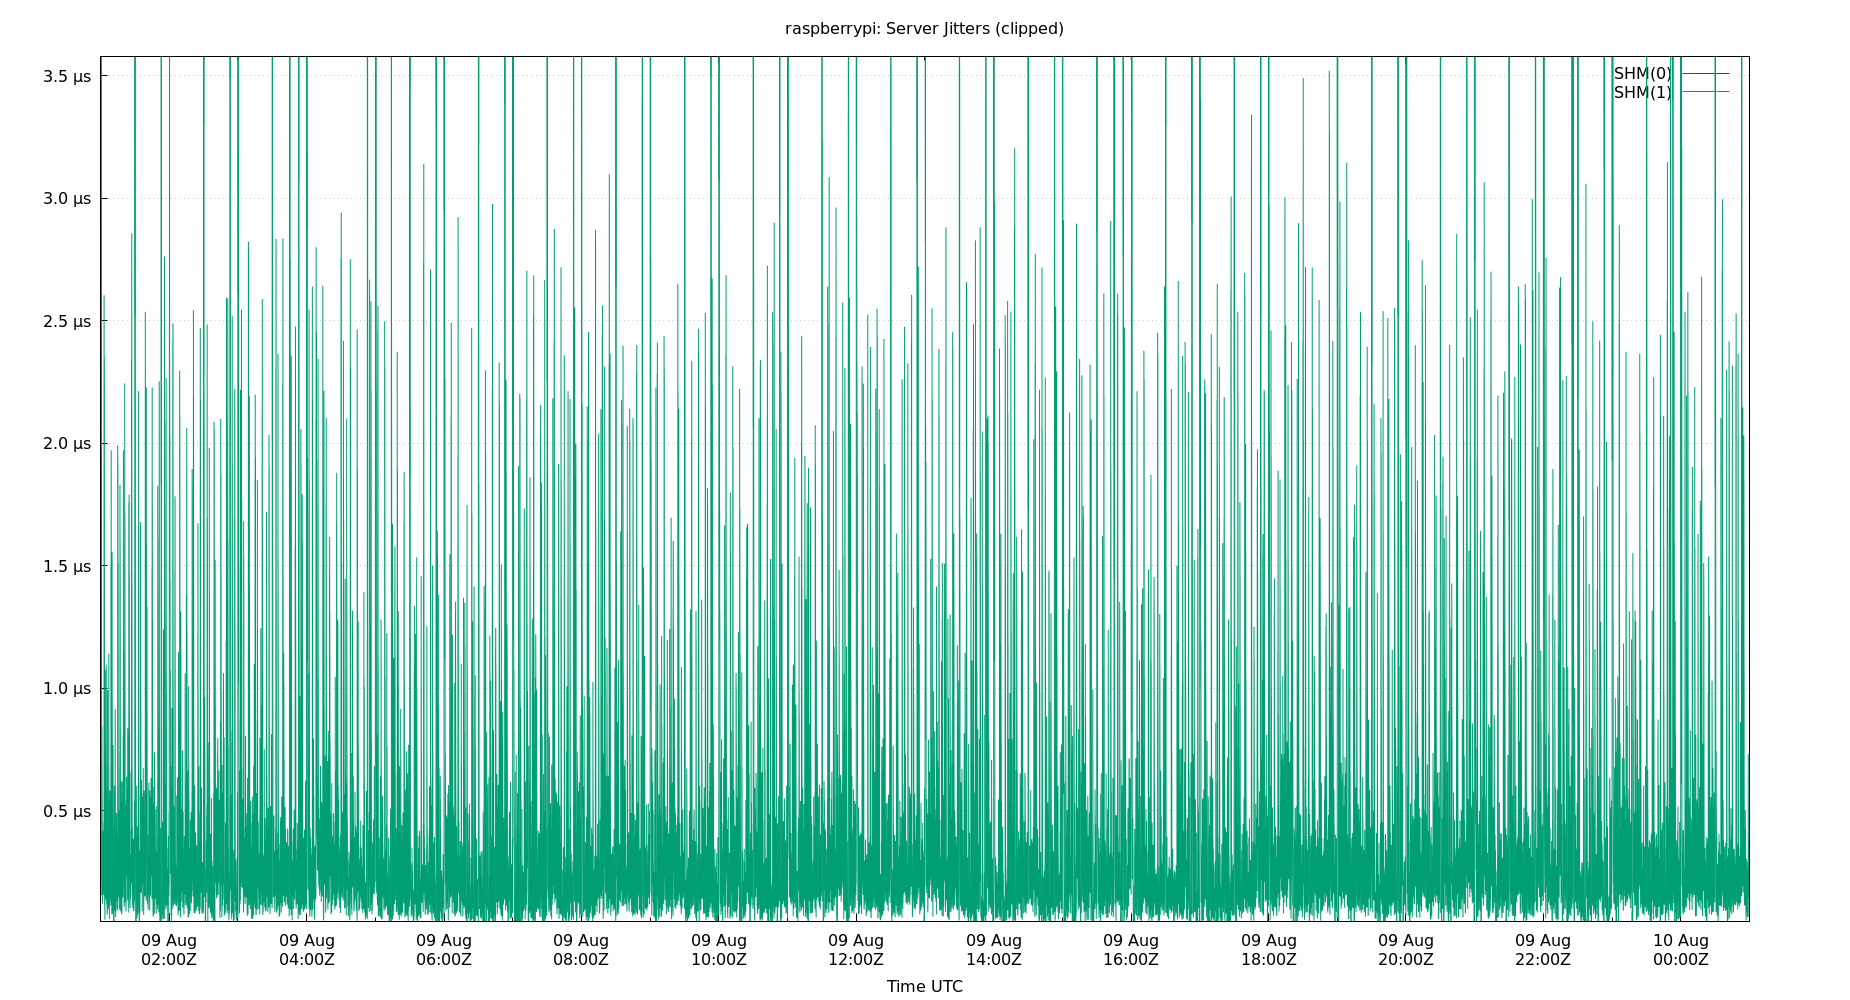 raspberrypi: Server Jitters (clipped)
SHM(0)
SHM(1)
3.5 µs
3.0 µs
2.5 µs
2.0 µs
1.5 µs
1.0 µs
0.5 µs
09 Aug 09 Aug 09 Aug 09 Aug 09 Aug 09 Aug 09 Aug 09 Aug 09 Aug 09 Aug 09 Aug 10 Aug
02:00Z 04:00Z 06:00Z 08:00Z 10:00Z 12:00Z 14:00Z 16:00Z 18:00Z 20:00Z 22:00Z 00:00Z
Time UTC